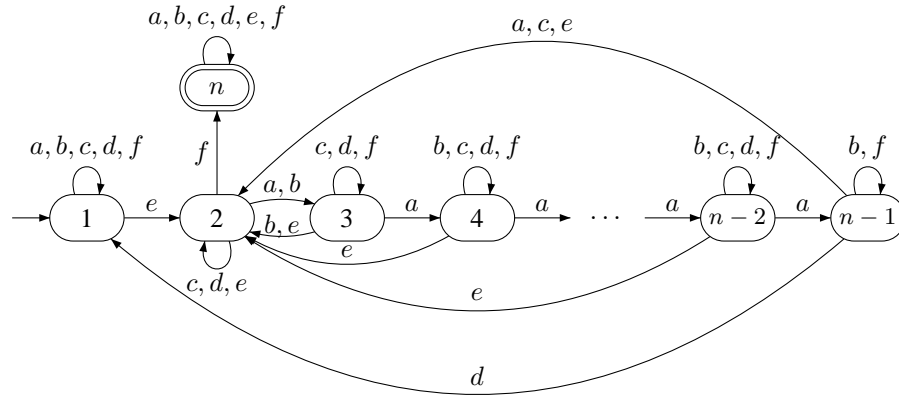 a, b, c, d, e, f
a, c, e
n
a, b, c, d, f
f
a, b
c, d, f
b, c, d, f
b, c, d, f
b, f
1
e
2
3
a
4
a
· · ·
a
n − 2
a
n − 1
b, e
e
c, d, e
e
d